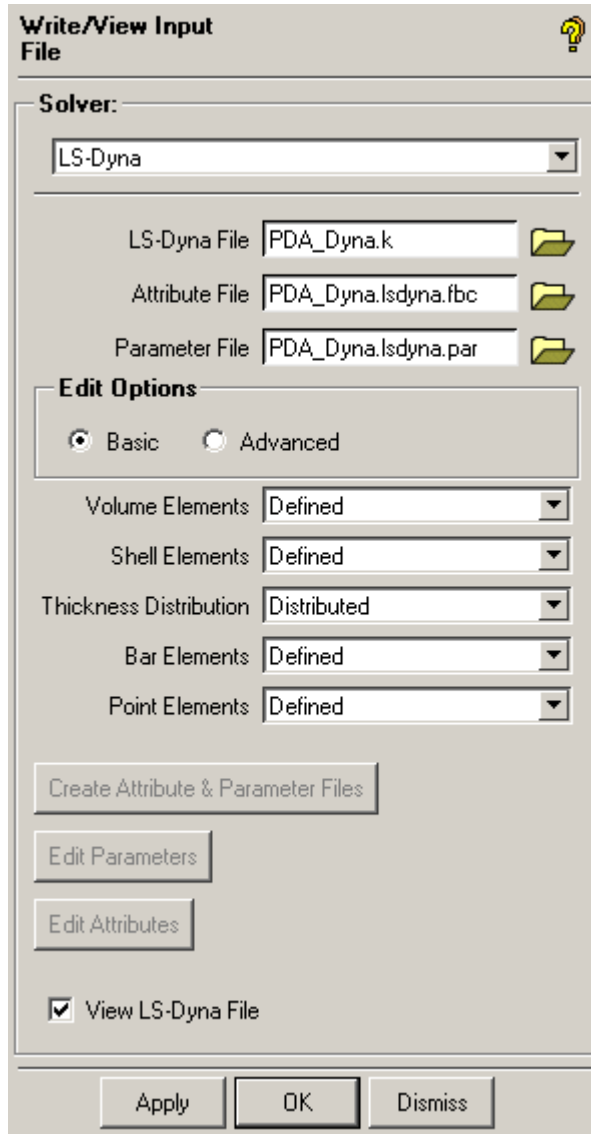 Write/View Input
File
Solver:
LS-Dyna
LS-Dyna File PDA_Dyna.k
Attribute File PDA_Dyna.lsdyna.fbc
Parameter File PDA_Dyna.lsdyna.par
Edit Options
Basic Advanced
Volume Elements Defined
Shell Elements Defined
Thickness Distribution Distributed
Bar Elements Defined
Point Elements Defined
Create Attribute & Parameter Files
Edit Parameters
Edit Attributes
View LS-Dyna File
Apply OK Dismiss